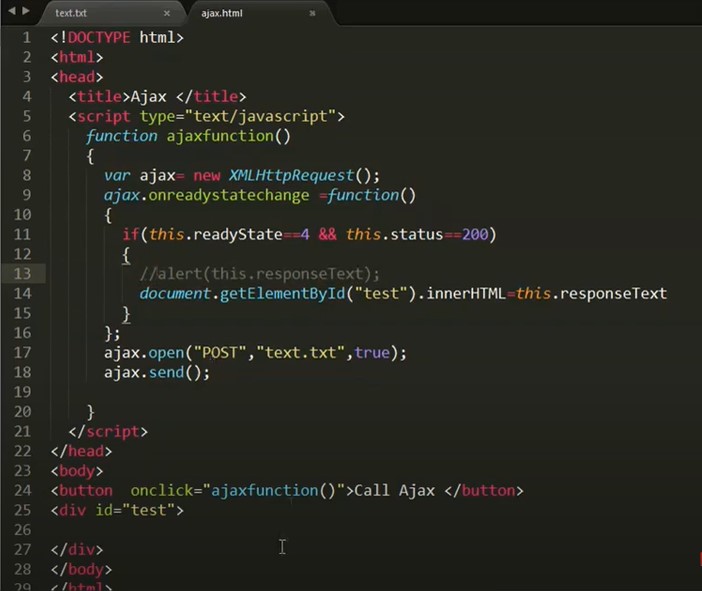 text.txt × ajax.html ×
1 <!DOCTYPE html>
2 <html>
3 <head>
4 <title>Ajax </title>
5 <script type="text/javascript">
6 function ajaxfunction()
7 {
8 var ajax= new XMLHttpRequest();
9 ajax.onreadystatechange =function()
10 {
11 if(this.readyState==4 && this.status==200)
12 {
13 //alert(this.responseText);
14 document.getElementById("test").innerHTML=this.responseText
15 }
16 };
17 ajax.open("POST","text.txt",true);
18 ajax.send();
19
20 }
21 </script>
22 </head>
23 <body>
24 <button  onclick="ajaxfunction()">Call Ajax </button>
25 <div id="test">
26
27 </div>
28 </body>
29 </html>